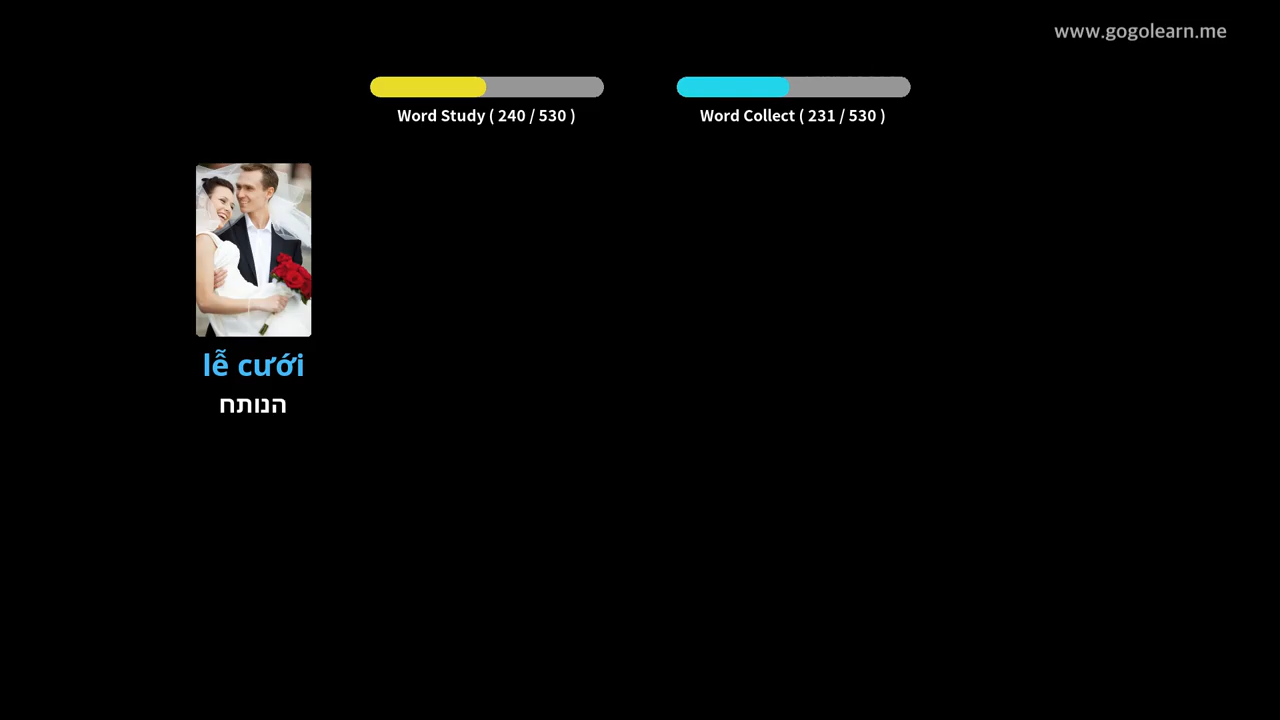 www.gogolearn.me
Word Study ( 240 / 530 )
Word Collect ( 231 / 530 )
lễ cưới
הנותח